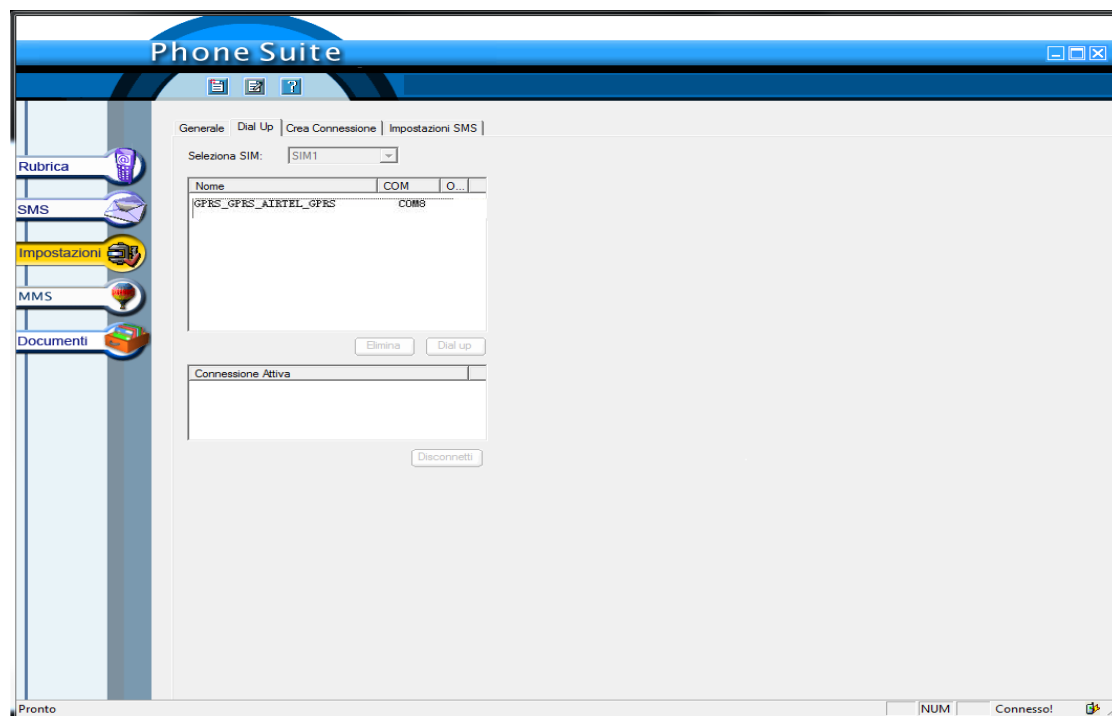 Phone Suite
Generale Dial Up Crea Connessione Impostazioni SMS
Seleziona SIM: SIM1
Rubrica
SMS
Impostazioni
MMS
Documenti
Nome COM O...
GPRS_GPRS_AIRTEL_GPRS COM8
Elimina Dial up
Connessione Attiva
Disconnetti
Pronto NUM Connesso!